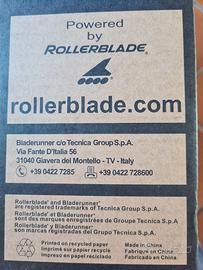 Powered
by
ROLLERBLADE®
rollerblade.com
Bladerunner c/o Tecnica Group S.p.A.
Via Fante D'Italia 56
31040 Giavera del Montello - TV - Italy
+39 0422 7285 +39 0422 728600
Rollerblade® and Bladerunner®
are registered trademarks of Tecnica Group S.p.A.
Rollerblade® et Bladerunner®
sont des marques enregistrées de Groupe Tecnica S.p.A.
Rollerblade® y Bladerunner®
son marcas registradas del Grupo Tecnica S.p.A.
Printed on recycled paper
Imprimé sur papier recyclé
Impreso en papel reciclado
Made in China
Fabriqué en Chine
Fabricado en China